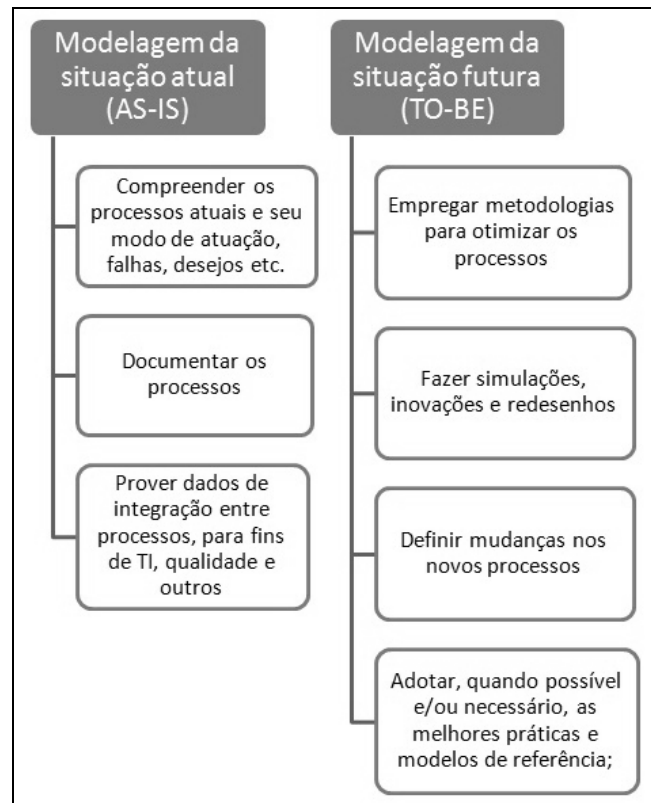 Modelagem da
situação atual
(AS-IS)
Compreender os
processos atuais e seu
modo de atuação,
falhas, desejos etc.
Documentar os
processos
Prover dados de
integração entre
processos, para fins
de TI, qualidade e
outros
Modelagem da
situação futura
(TO-BE)
Empregar metodologias
para otimizar os
processos
Fazer simulações,
inovações e redesenhos
Definir mudanças nos
novos processos
Adotar, quando possível
e/ou necessário, as
melhores práticas e
modelos de referência;